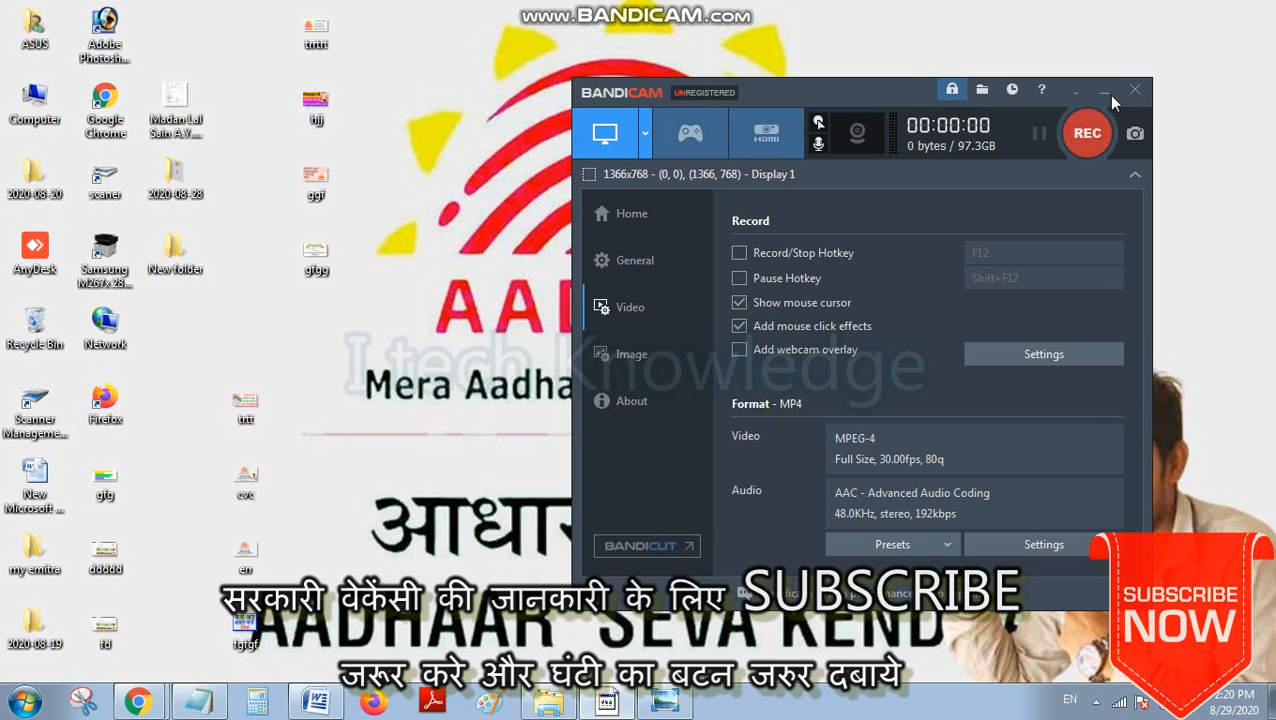 www.BANDICAM.com
ASUS
Adobe Photosh...
trtrtrt
Computer
Google Chrome
Madan Lal Sain A.Y....
hjj
2020-08-20
scaner
2020-08-28
ggf
AnyDesk
Samsung M267x 28...
New folder
gfgg
Recycle Bin
Network
Scanner Manageme...
Firefox
trtt
New Microsoft ...
gfg
cvc
my emitra
ddddd
err
2020-08-19
fd
fgfgf
Mera Aadha
आधा
AADHAAR SEVA KEND
I tech Knowledge
BANDICAM UNREGISTERED
HDMI
00:00:00
0 bytes / 97.3GB
REC
1366x768 - (0, 0), (1366, 768) - Display 1
Home
General
Video
Image
About
BANDICUT
Record
Record/Stop Hotkey F12
Pause Hotkey Shift+F12
Show mouse cursor
Add mouse click effects
Add webcam overlay Settings
Format - MP4
Video
MPEG-4
Full Size, 30.00fps, 80q
Audio
AAC - Advanced Audio Coding
48.0KHz, stereo, 192kbps
Presets Settings
सरकारी वेकेंसी की जानकारी के लिए SUBSCRIBE
जरूर करे और घंटी का बटन जरुर दबाये
SUBSCRIBE
NOW
EN
2:20 PM
8/29/2020